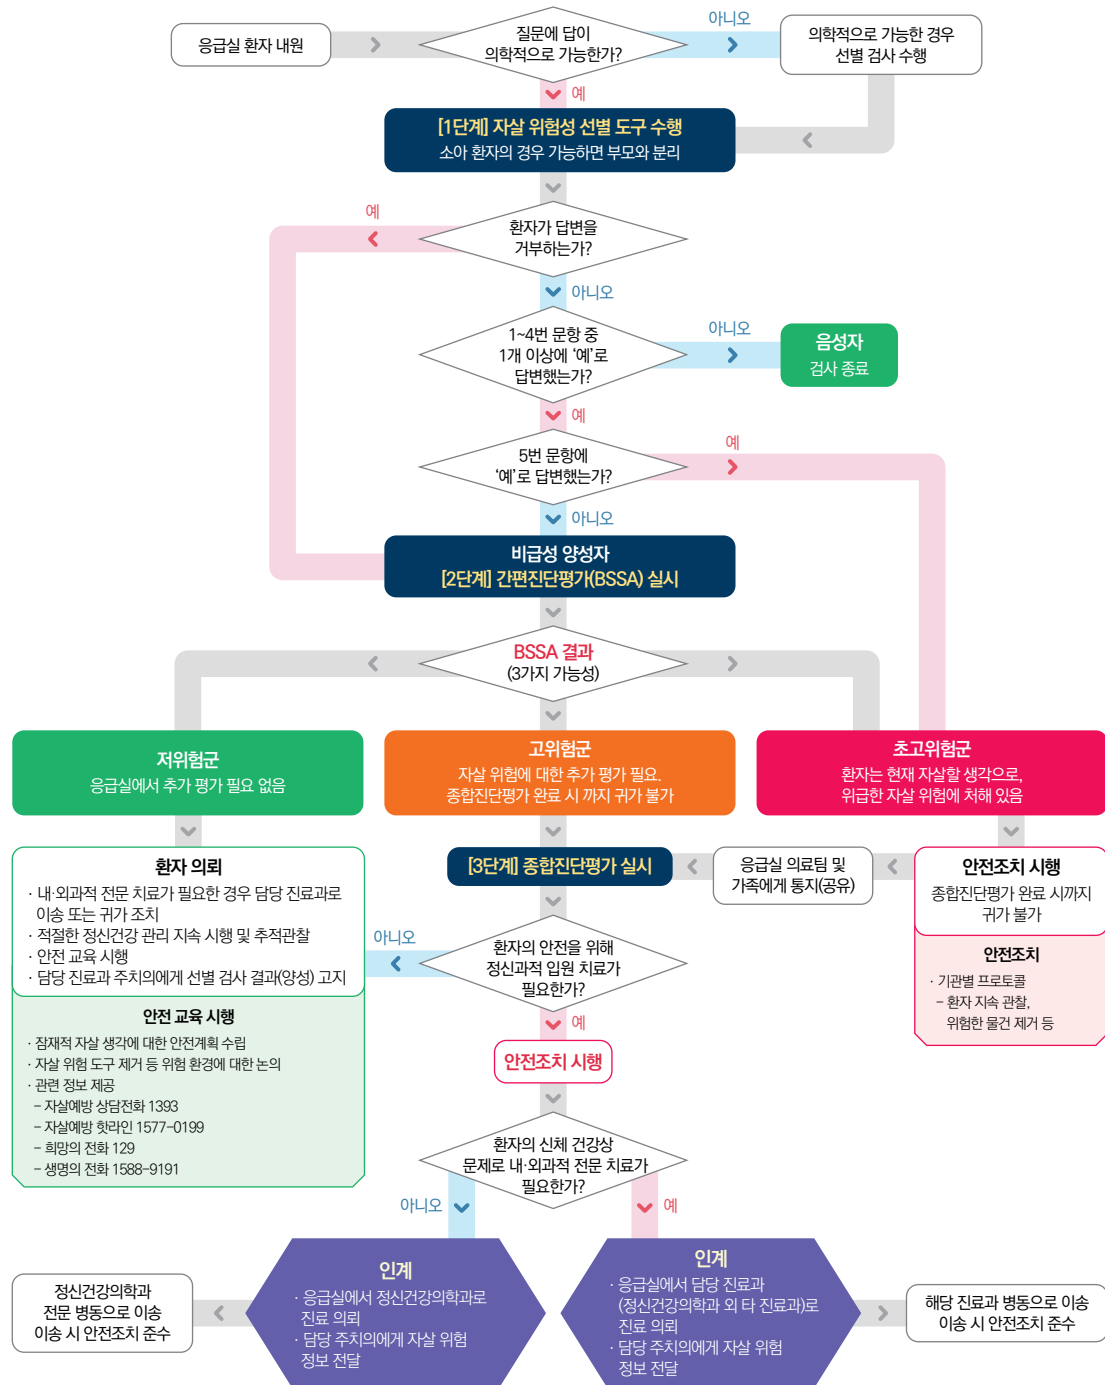 응급실 환자 내원
질문에 답이
의학적으로 가능한가?
아니오
의학적으로 가능한 경우
선별 검사 수행
예
[1단계] 자살 위험성 선별 도구 수행
소아 환자의 경우 가능하면 부모와 분리
예
환자가 답변을
거부하는가?
아니오
1~4번 문항 중
1개 이상에 ‘예’로
답변했는가?
아니오
음성자
검사 종료
예
5번 문항에
‘예’로 답변했는가?
예
아니오
비급성 양성자
[2단계] 간편진단평가(BSSA) 실시
BSSA 결과
(3가지 가능성)
저위험군
응급실에서 추가 평가 필요 없음
고위험군
자살 위험에 대한 추가 평가 필요.
종합진단평가 완료 시 까지 귀가 불가
초고위험군
환자는 현재 자살할 생각으로,
위급한 자살 위험에 처해 있음
환자 의뢰
· 내·외과적 전문 치료가 필요한 경우 담당 진료과로
이송 또는 귀가 조치
· 적절한 정신건강 관리 지속 시행 및 추적관찰
· 안전 교육 시행
· 담당 진료과 주치의에게 선별 검사 결과(양성) 고지
안전 교육 시행
· 잠재적 자살 생각에 대한 안전계획 수립
· 자살 위험 도구 제거 등 위험 환경에 대한 논의
· 관련 정보 제공
– 자살예방 상담전화 1393
– 자살예방 핫라인 1577-0199
– 희망의 전화 129
– 생명의 전화 1588-9191
[3단계] 종합진단평가 실시
응급실 의료팀 및
가족에게 통지(공유)
안전조치 시행
종합진단평가 완료 시까지
귀가 불가
안전조치
· 기관별 프로토콜
– 환자 지속 관찰,
위험한 물건 제거 등
아니오
환자의 안전을 위해
정신과적 입원 치료가
필요한가?
예
안전조치 시행
환자의 신체 건강상
문제로 내·외과적 전문 치료가
필요한가?
아니오
예
정신건강의학과
전문 병동으로 이송
이송 시 안전조치 준수
인계
· 응급실에서 정신건강의학과로
진료 의뢰
· 담당 주치의에게 자살 위험
정보 전달
인계
· 응급실에서 담당 진료과
(정신건강의학과 외 타 진료과)로
진료 의뢰
· 담당 주치의에게 자살 위험
정보 전달
해당 진료과 병동으로 이송
이송 시 안전조치 준수